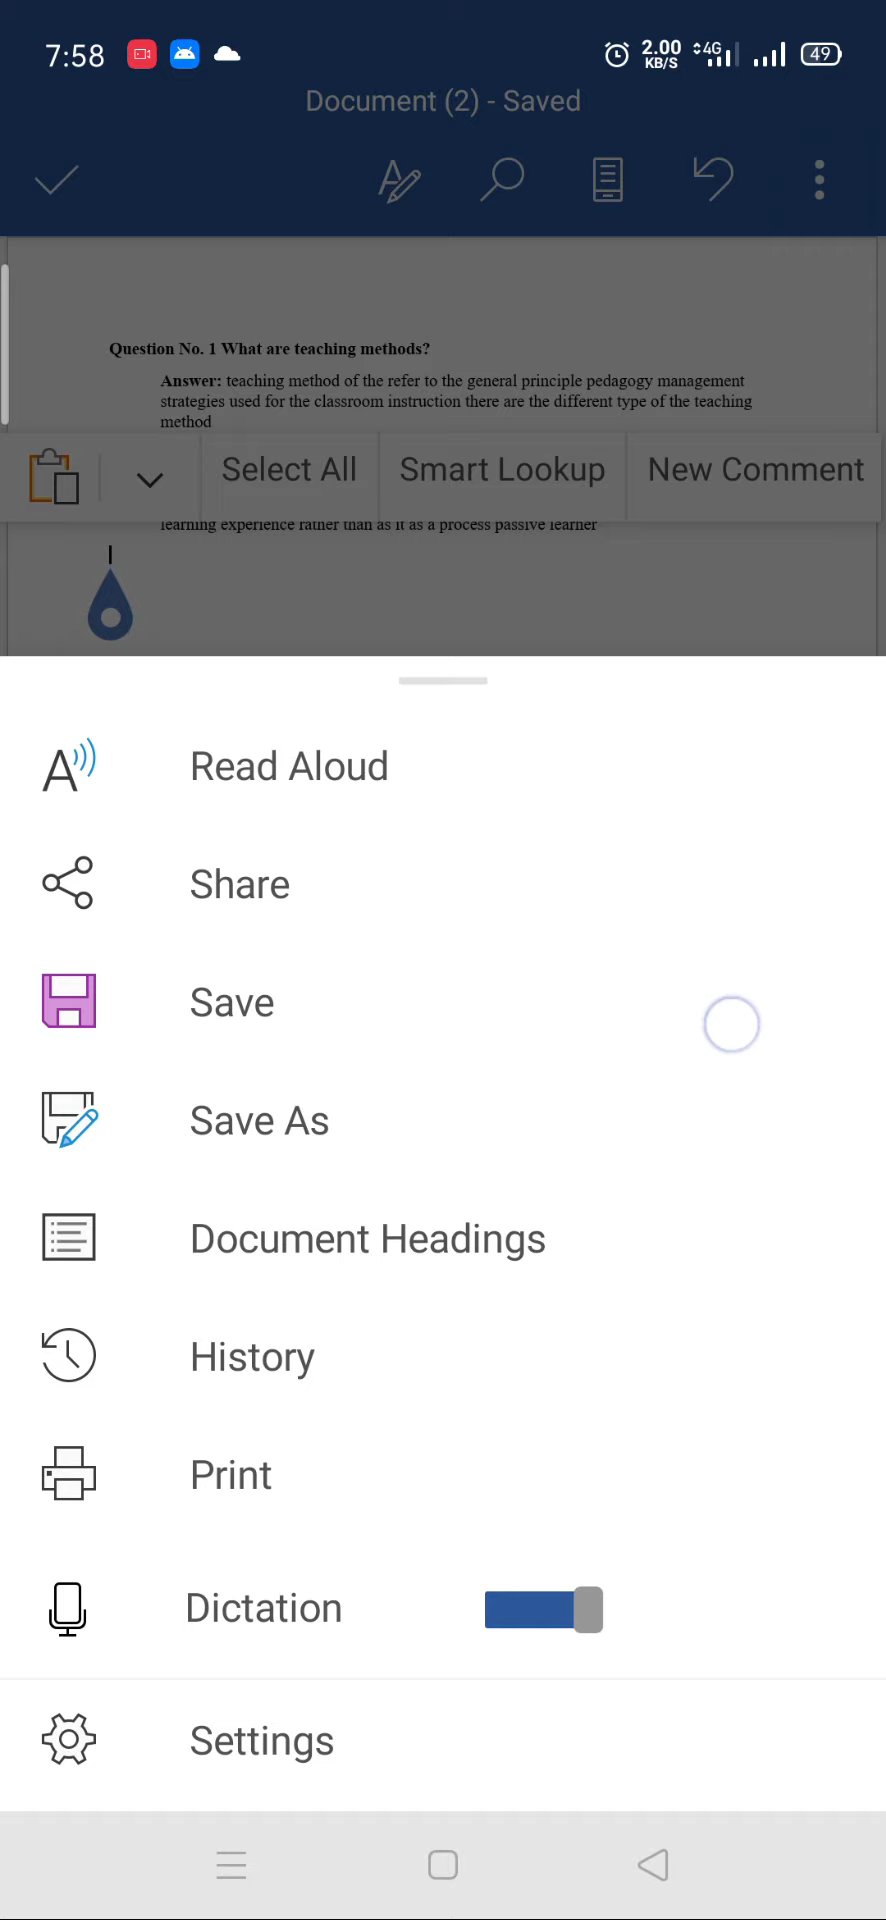 7:58
2.00 KB/S
4G
49
Document (2) - Saved
Question No. 1 What are teaching methods?
Answer: teaching method of the refer to the general principle pedagogy management
strategies used for the classroom instruction there are the different type of the teaching
method
Select All
Smart Lookup
New Comment
learning experience rather than as it as a process passive learner
Read Aloud
Share
Save
Save As
Document Headings
History
Print
Dictation
Settings